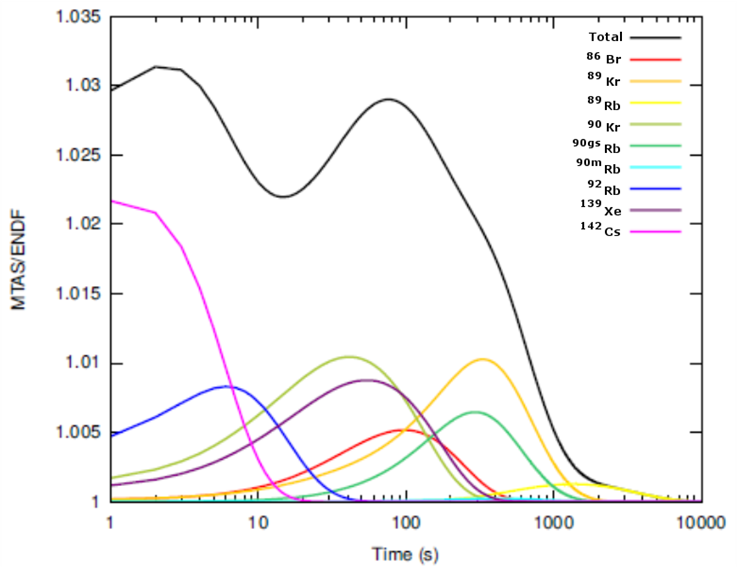 1.035
1.03
1.025
1.02
1.015
1.01
1.005
1
MTAS/ENDF
Total
86 Br
89 Kr
89 Rb
90 Kr
90gs Rb
90m Rb
92 Rb
139 Xe
142 Cs
1 10 100 1000 10000
Time (s)